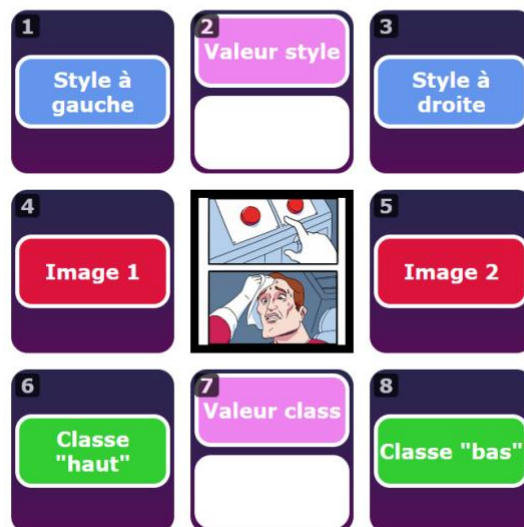 1
Style à
gauche
2
Valeur style
3
Style à
droite
4
Image 1
5
Image 2
6
Classe
"haut"
7
Valeur class
8
Classe "bas"